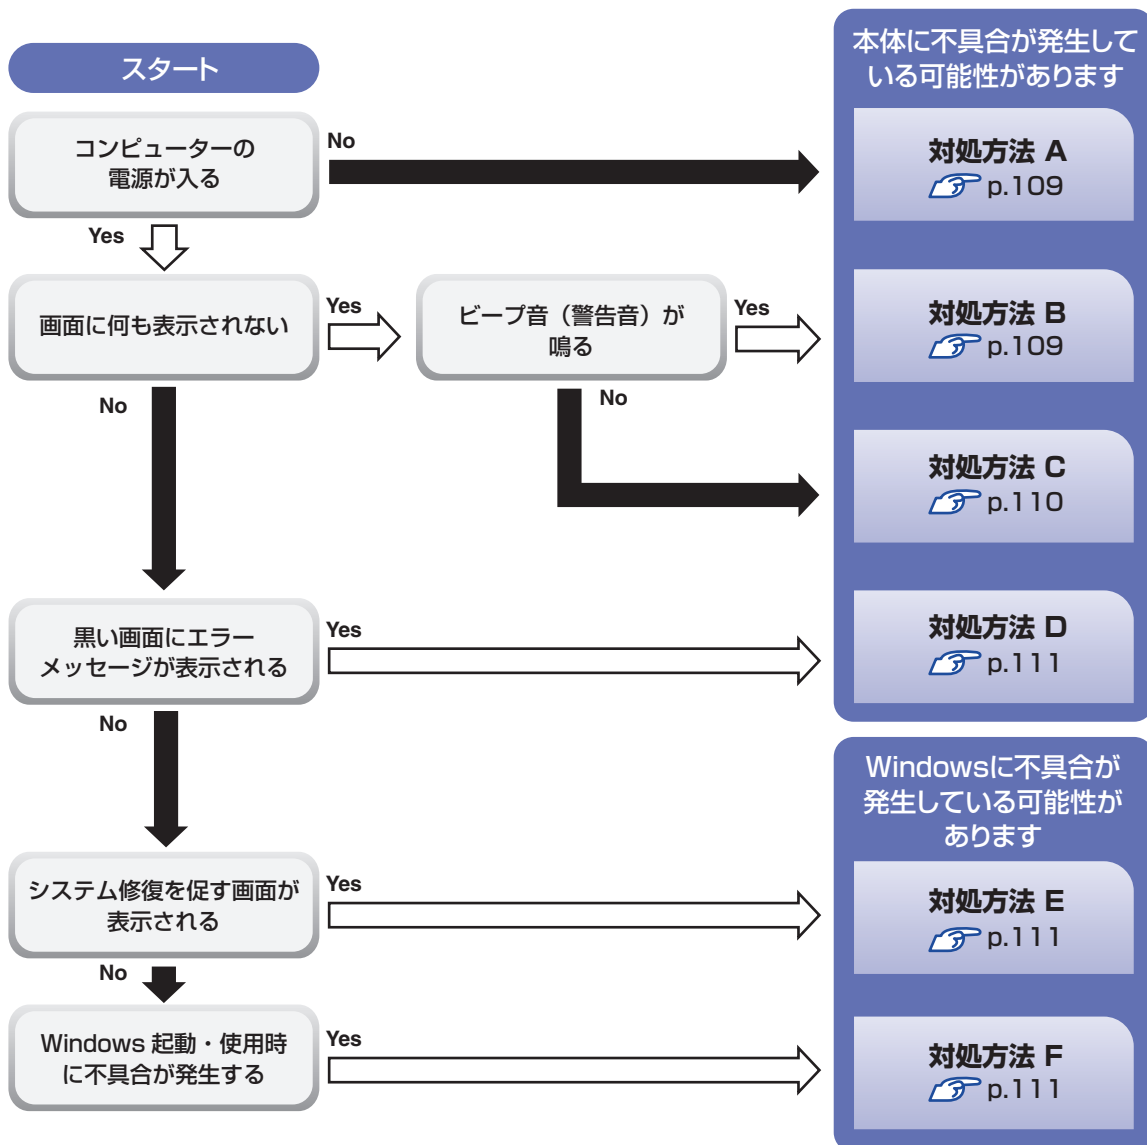 スタート
コンピューターの
電源が入る
No
Yes
画面に何も表示されない
Yes
ビープ音（警告音）が
鳴る
Yes
No
No
黒い画面にエラー
メッセージが表示される
Yes
No
システム修復を促す画面が
表示される
Yes
No
Windows 起動・使用時
に不具合が発生する
Yes
本体に不具合が発生して
いる可能性があります
対処方法 A
p.109
対処方法 B
p.109
対処方法 C
p.110
対処方法 D
p.111
Windowsに不具合が
発生している可能性が
あります
対処方法 E
p.111
対処方法 F
p.111